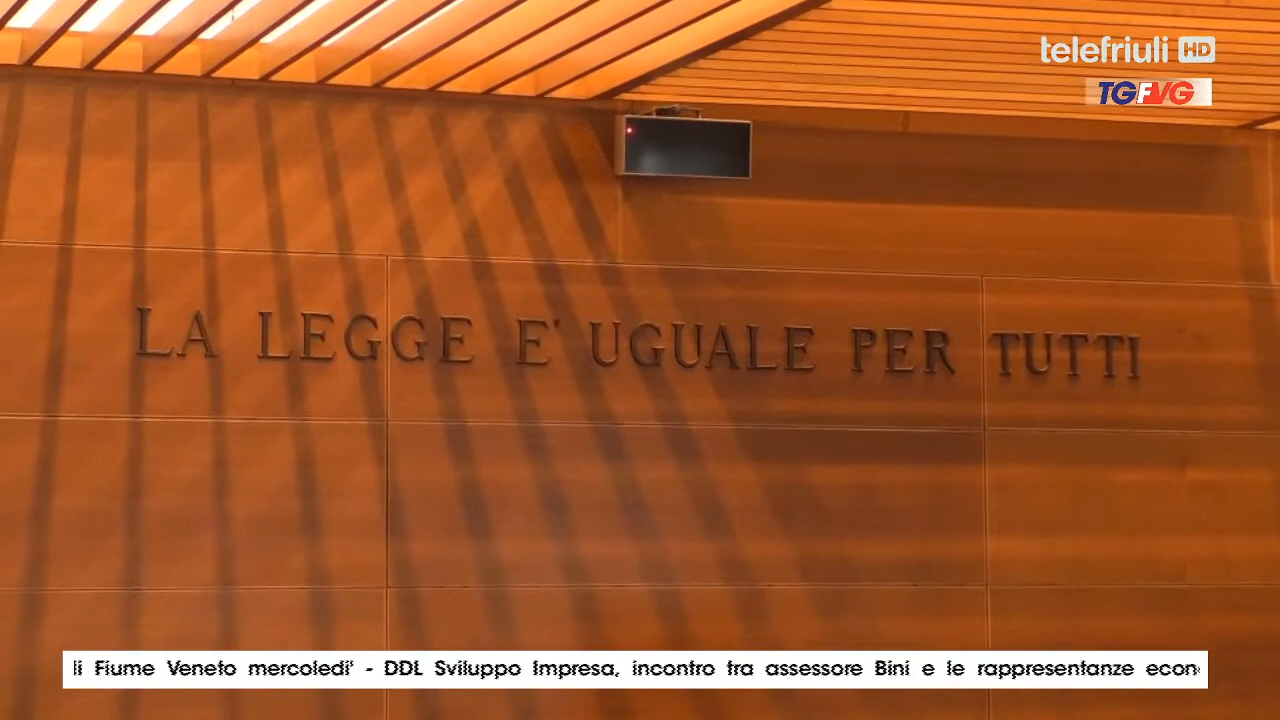 telefriuli HD
TGFVG
LA LEGGE E' UGUALE PER TUTTI
Fiume Veneto mercoledi' - DDL Sviluppo Impresa, incontro tra assessore Bini e le rappresentanze